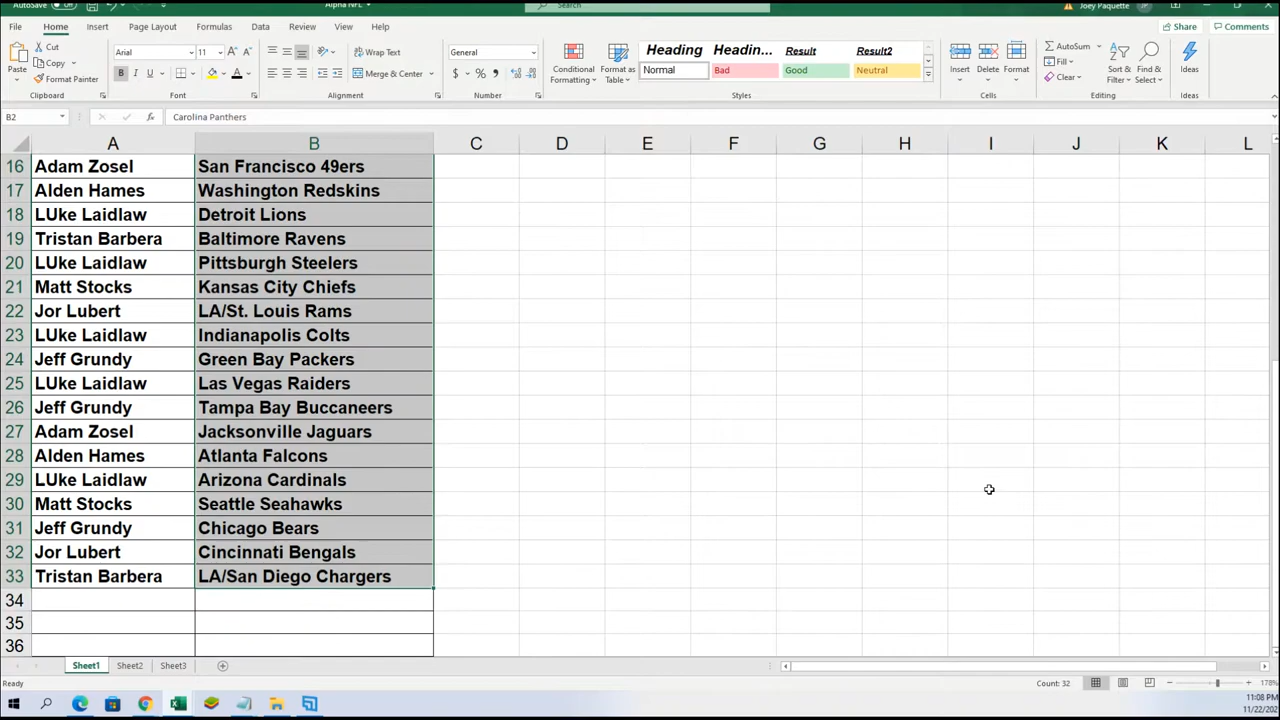 AutoSave
Alpha NFL
Search
Joey Paquette
JP
File Home Insert Page Layout Formulas Data Review View Help
Share Comments
Paste
Cut
Copy
Format Painter
Arial 11
B I U
Wrap Text
Merge & Center
General
$ % ,
Conditional Formatting
Format as Table
Heading Headin... Result Result2
Normal Bad Good Neutral
Insert Delete Format
AutoSum
Fill
Clear
Sort & Filter
Find & Select
Ideas
Clipboard Font Alignment Number Styles Cells Editing Ideas
B2 fx Carolina Panthers
A B C D E F G H I J K L
16 Adam Zosel San Francisco 49ers
17 Alden Hames Washington Redskins
18 LUke Laidlaw Detroit Lions
19 Tristan Barbera Baltimore Ravens
20 LUke Laidlaw Pittsburgh Steelers
21 Matt Stocks Kansas City Chiefs
22 Jor Lubert LA/St. Louis Rams
23 LUke Laidlaw Indianapolis Colts
24 Jeff Grundy Green Bay Packers
25 LUke Laidlaw Las Vegas Raiders
26 Jeff Grundy Tampa Bay Buccaneers
27 Adam Zosel Jacksonville Jaguars
28 Alden Hames Atlanta Falcons
29 LUke Laidlaw Arizona Cardinals
30 Matt Stocks Seattle Seahawks
31 Jeff Grundy Chicago Bears
32 Jor Lubert Cincinnati Bengals
33 Tristan Barbera LA/San Diego Chargers
34
35
36
Sheet1 Sheet2 Sheet3
Ready
Count: 32
178%
11:08 PM
11/22/202